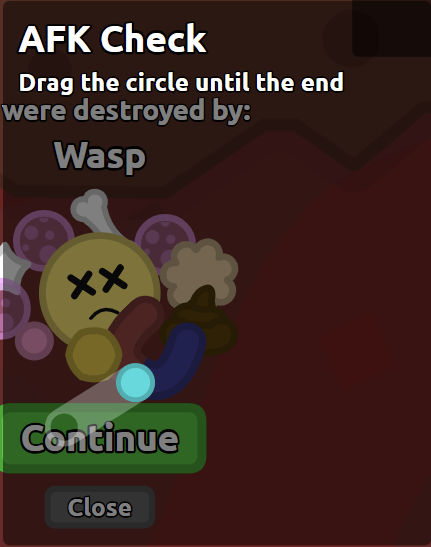 AFK Check
Drag the circle until the end
were destroyed by:
Wasp
Continue
Close